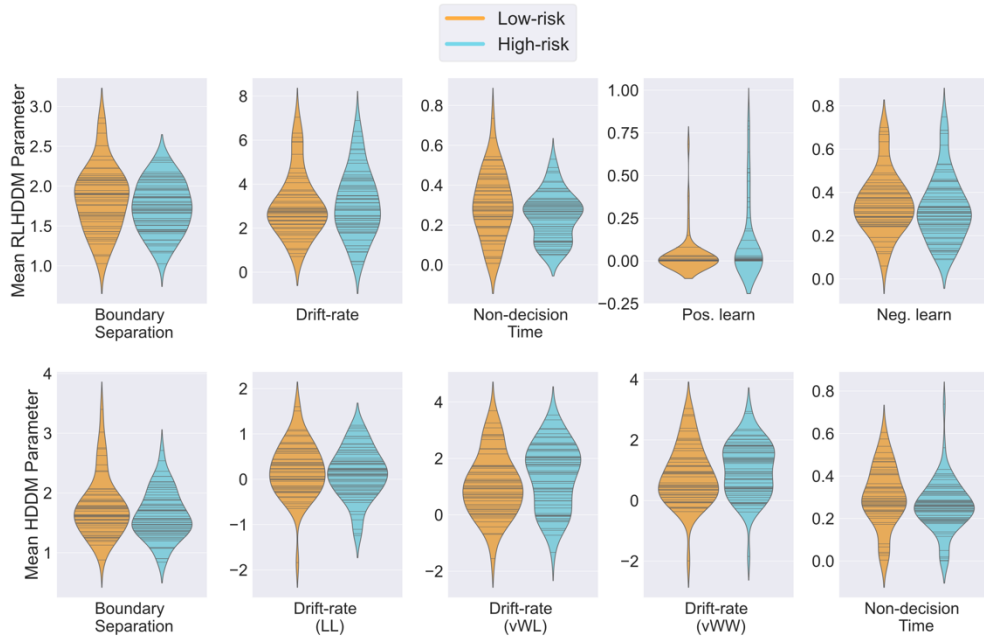 Low-risk
High-risk
Mean RLHDDM Parameter
3.0
2.5
2.0
1.5
1.0
Boundary
Separation
8
6
4
2
0
Drift-rate
0.8
0.6
0.4
0.2
0.0
Non-decision
Time
1.00
0.75
0.50
0.25
0.00
−0.25
Pos. learn
0.8
0.6
0.4
0.2
0.0
Neg. learn
Mean HDDM Parameter
4
3
2
1
Boundary
Separation
2
1
0
−1
−2
Drift-rate
(LL)
4
2
0
−2
Drift-rate
(vWL)
4
2
0
−2
Drift-rate
(vWW)
0.8
0.6
0.4
0.2
0.0
Non-decision
Time